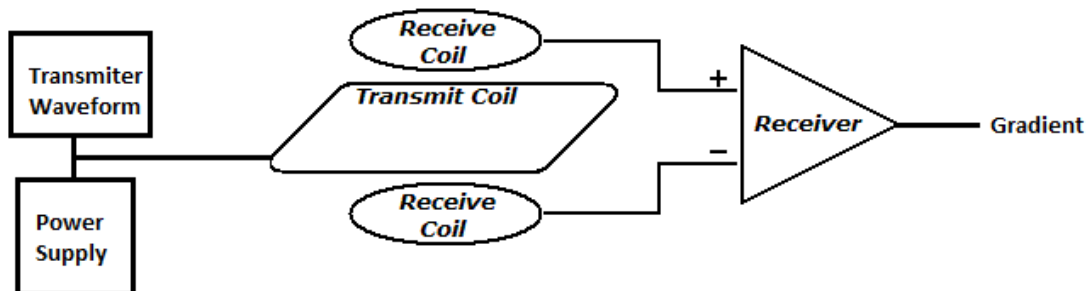 Transmiter
Waveform
Power
Supply
Receive
Coil
Transmit Coil
Receive
Coil
+
Receiver
−
Gradient